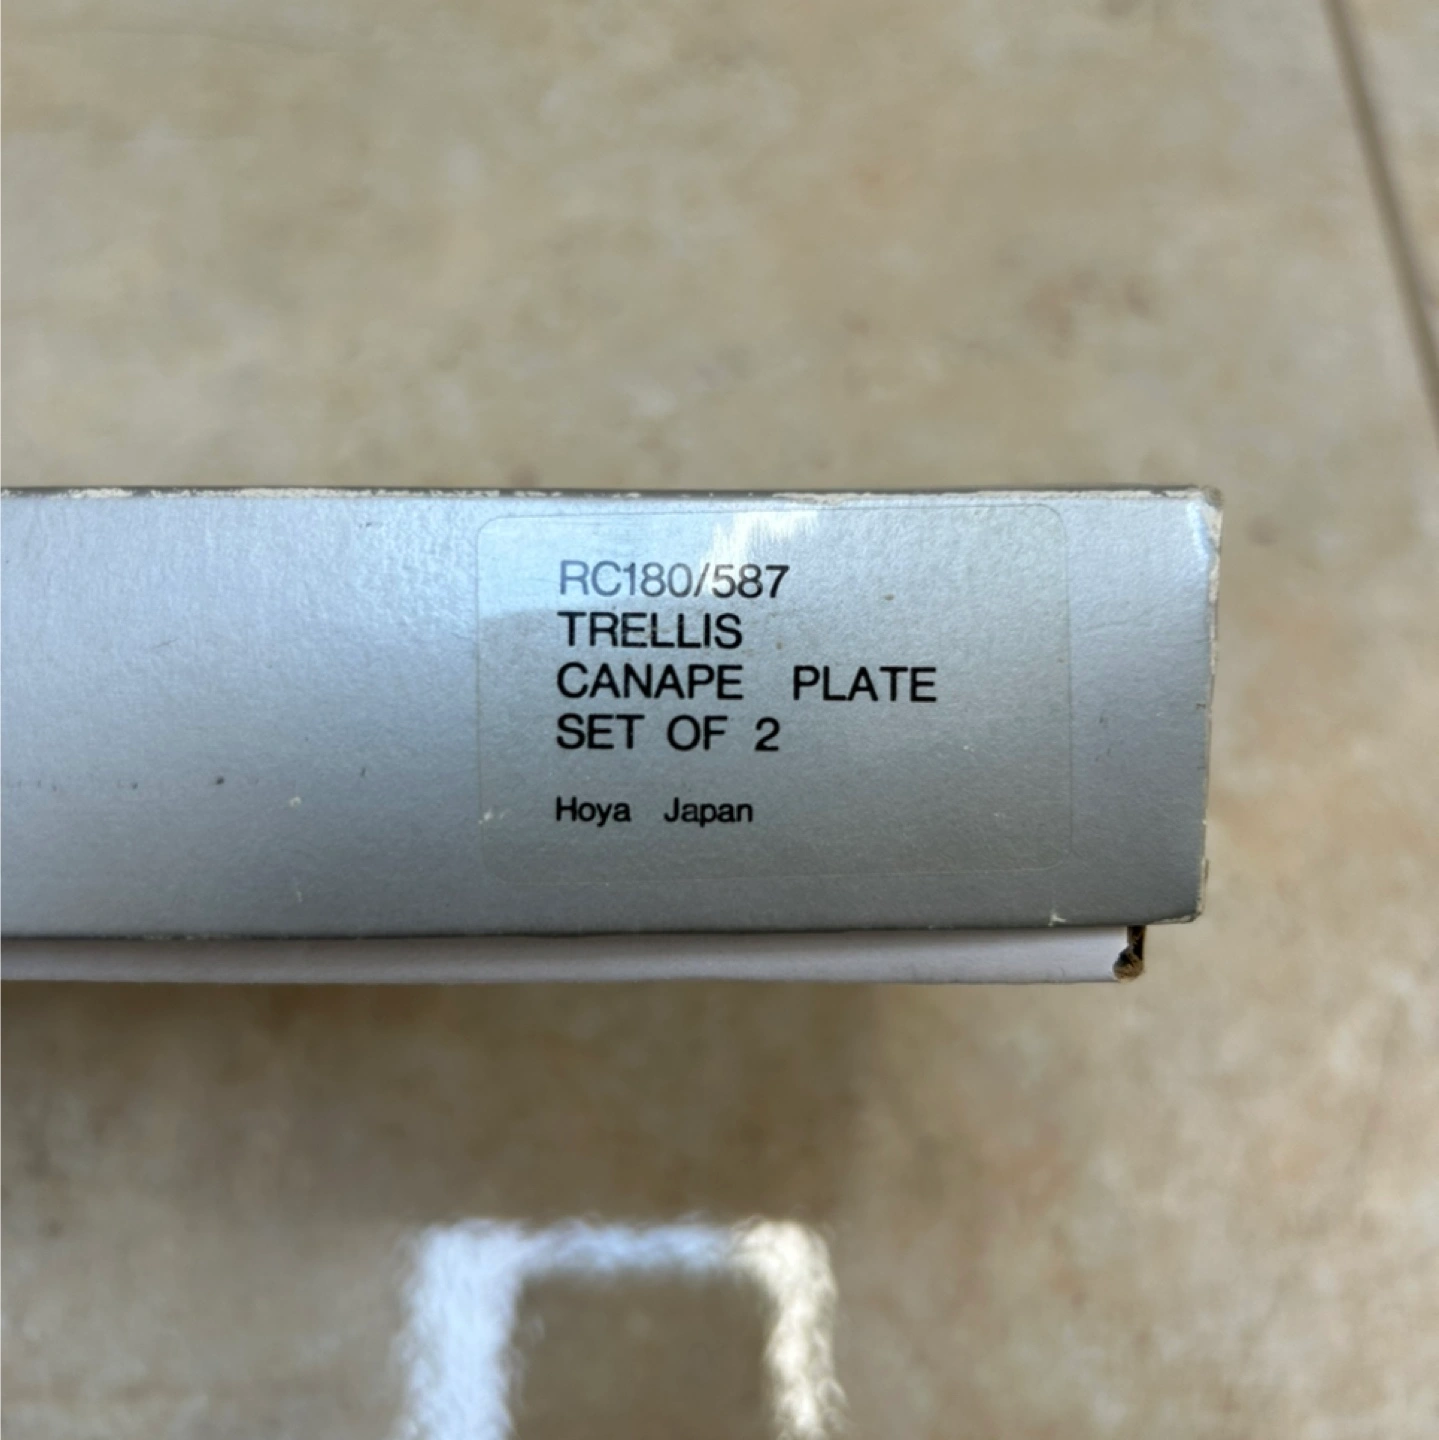 RC180/587
TRELLIS
CANAPE PLATE
SET OF 2
Hoya Japan